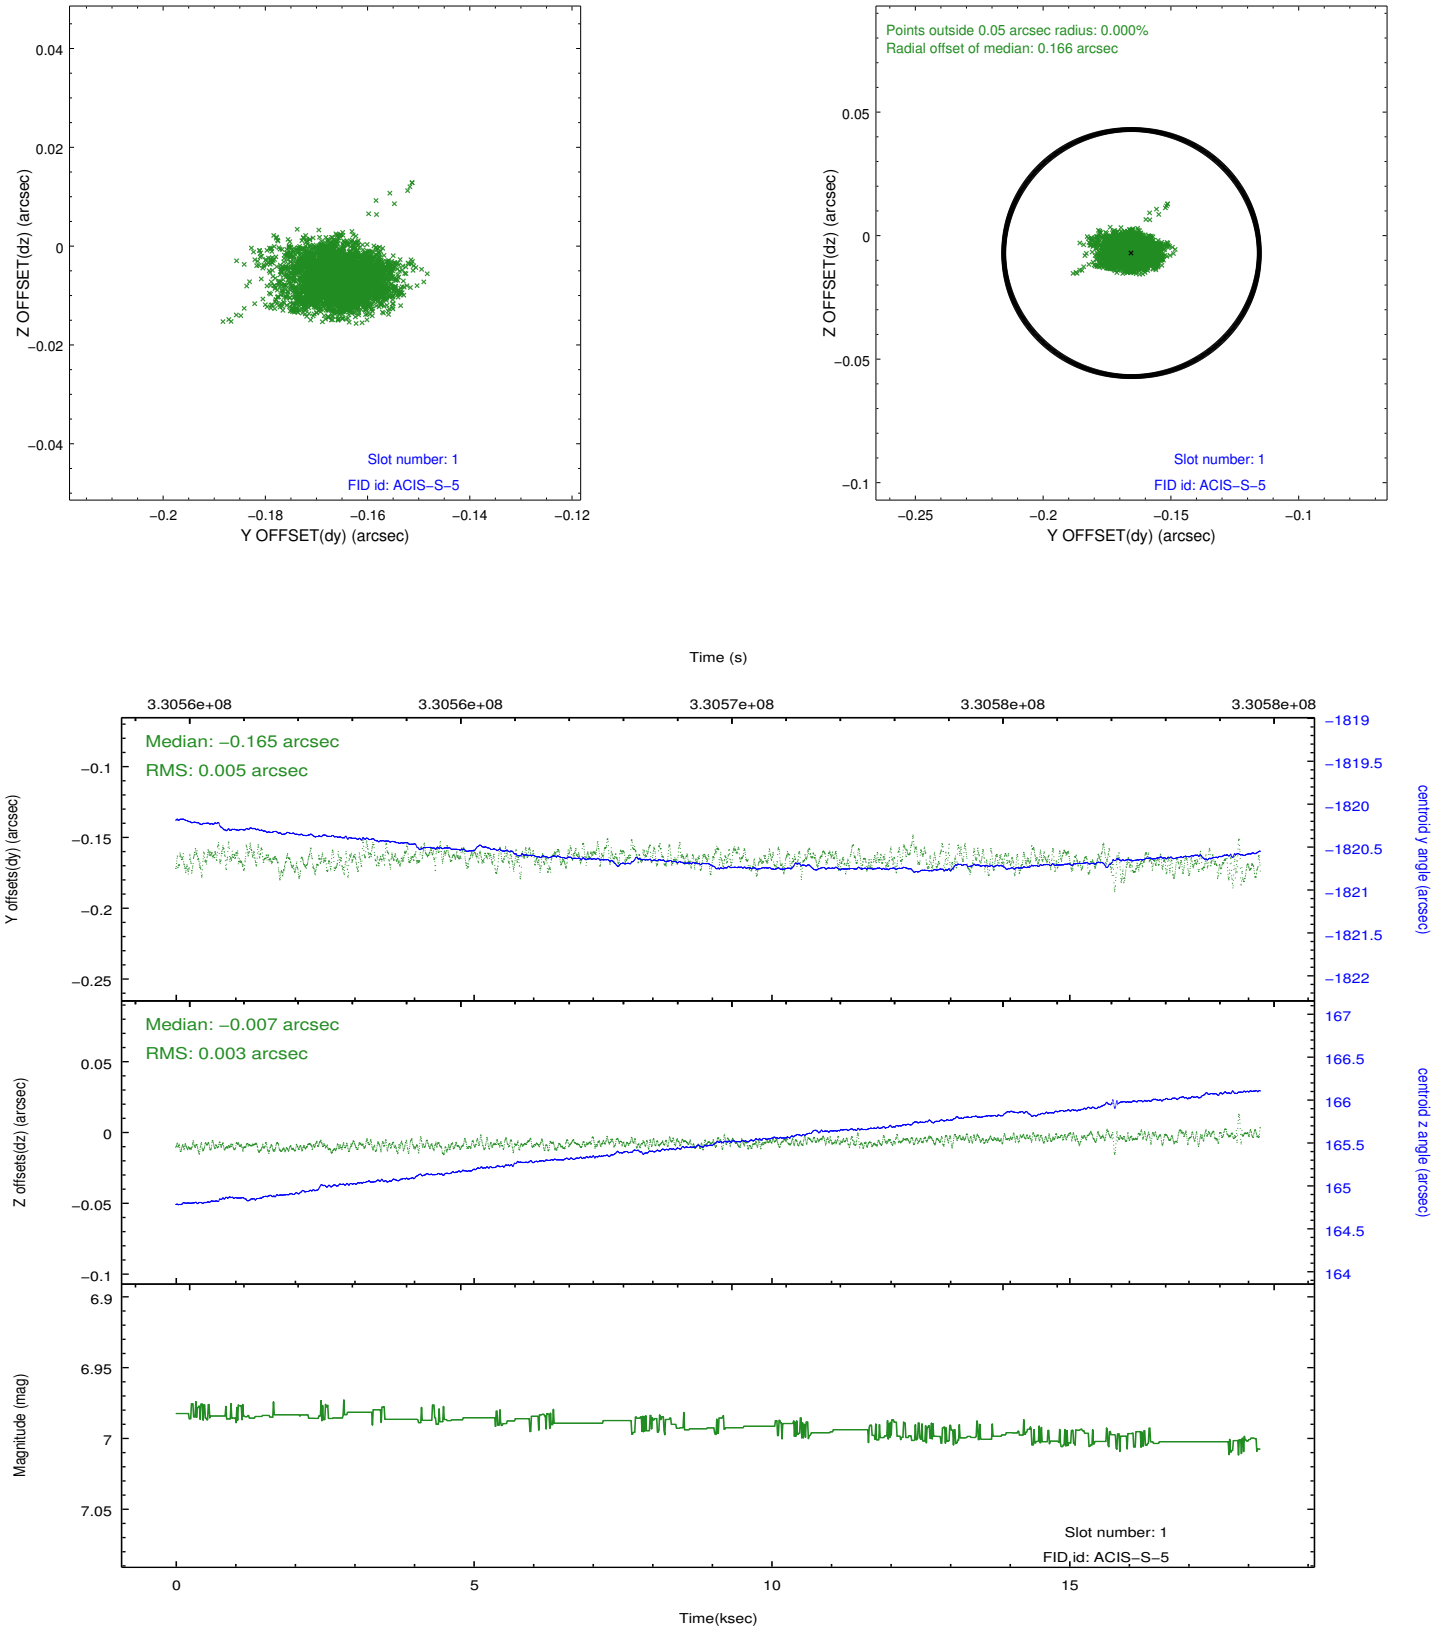 0.04
0.02
0
−0.02
−0.04
Z OFFSET(dz) (arcsec)
Slot number: 1
FID id: ACIS−S−5
−0.2
−0.18
−0.16
−0.14
−0.12
Y OFFSET(dy) (arcsec)
Points outside 0.05 arcsec radius: 0.000%
Radial offset of median: 0.166 arcsec
0.05
0
−0.05
−0.1
Z OFFSET(dz) (arcsec)
Slot number: 1
FID id: ACIS−S−5
−0.25
−0.2
−0.15
−0.1
Y OFFSET(dy) (arcsec)
Time (s)
3.3056e+08
3.3056e+08
3.3057e+08
3.3058e+08
3.3058e+08
Median: −0.165 arcsec
RMS: 0.005 arcsec
−0.1
−0.15
−0.2
−0.25
Y offsets(dy) (arcsec)
−1819
−1819.5
−1820
−1820.5
−1821
−1821.5
−1822
centroid y angle (arcsec)
Median: −0.007 arcsec
RMS: 0.003 arcsec
0.05
0
−0.05
−0.1
Z offsets(dz) (arcsec)
167
166.5
166
165.5
165
164.5
164
centroid z angle (arcsec)
6.9
6.95
7
7.05
Magnitude (mag)
Slot number: 1
FID id: ACIS−S−5
0
5
10
15
Time(ksec)